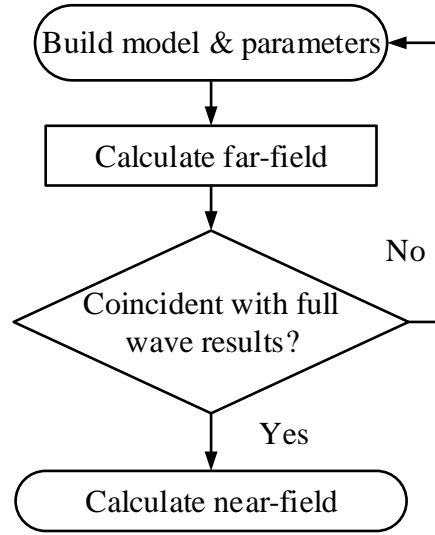 Build model & parameters
Calculate far-field
No
Coincident with full
wave results?
Yes
Calculate near-field